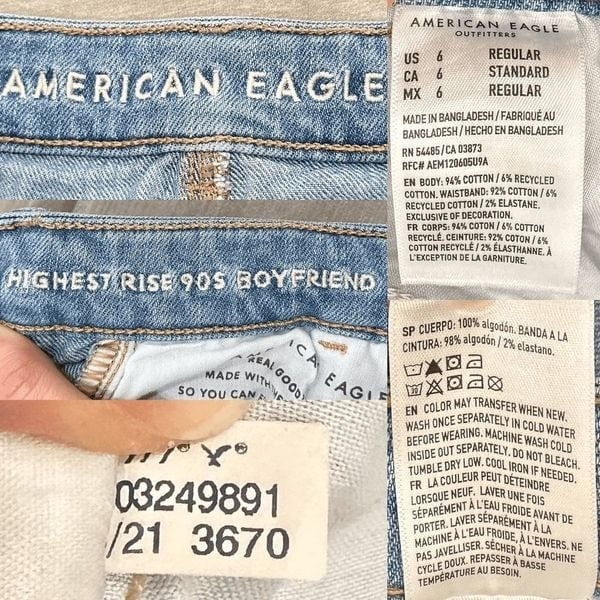 AMERICAN EAGLE
HIGHEST RISE 90S BOYFRIEND
REAL GOOD
MADE WITH
SO YOU CAN
EAGLE
03249891
/21 3670
AMERICAN EAGLE
OUTFITTERS
US 6 REGULAR
CA 6 STANDARD
MX 6 REGULAR
MADE IN BANGLADESH / FABRIQUÉ AU
BANGLADESH / HECHO EN BANGLADESH
RN 54485/CA 03873
RFC# AEM120605U9A
EN BODY: 94% COTTON / 6% RECYCLED
COTTON. WAISTBAND: 92% COTTON / 6%
RECYCLED COTTON / 2% ELASTANE.
EXCLUSIVE OF DECORATION.
FR CORPS: 94% COTON / 6% COTON
RECYCLÉ. CEINTURE: 92% COTON / 6%
COTON RECYCLÉ / 2% ÉLASTHANNE. À
L'EXCEPTION DE LA GARNITURE.
SP CUERPO: 100% algodón. BANDA A LA
CINTURA: 98% algodón / 2% elastano.
EN COLOR MAY TRANSFER WHEN NEW.
WASH ONCE SEPARATELY IN COLD WATER
BEFORE WEARING. MACHINE WASH COLD
INSIDE OUT SEPARATELY. DO NOT BLEACH.
TUMBLE DRY LOW. COOL IRON IF NEEDED.
FR LA COULEUR PEUT DÉTEINDRE
LORSQUE NEUF. LAVER UNE FOIS
SÉPARÉMENT À L'EAU FROIDE AVANT DE
PORTER. LAVER SÉPARÉMENT À LA
MACHINE À L'EAU FROIDE, À L'ENVERS. NE
PAS JAVELLISER. SÉCHER À LA MACHINE
CYCLE DOUX. REPASSER À BASSE
TEMPÉRATURE AU BESOIN.